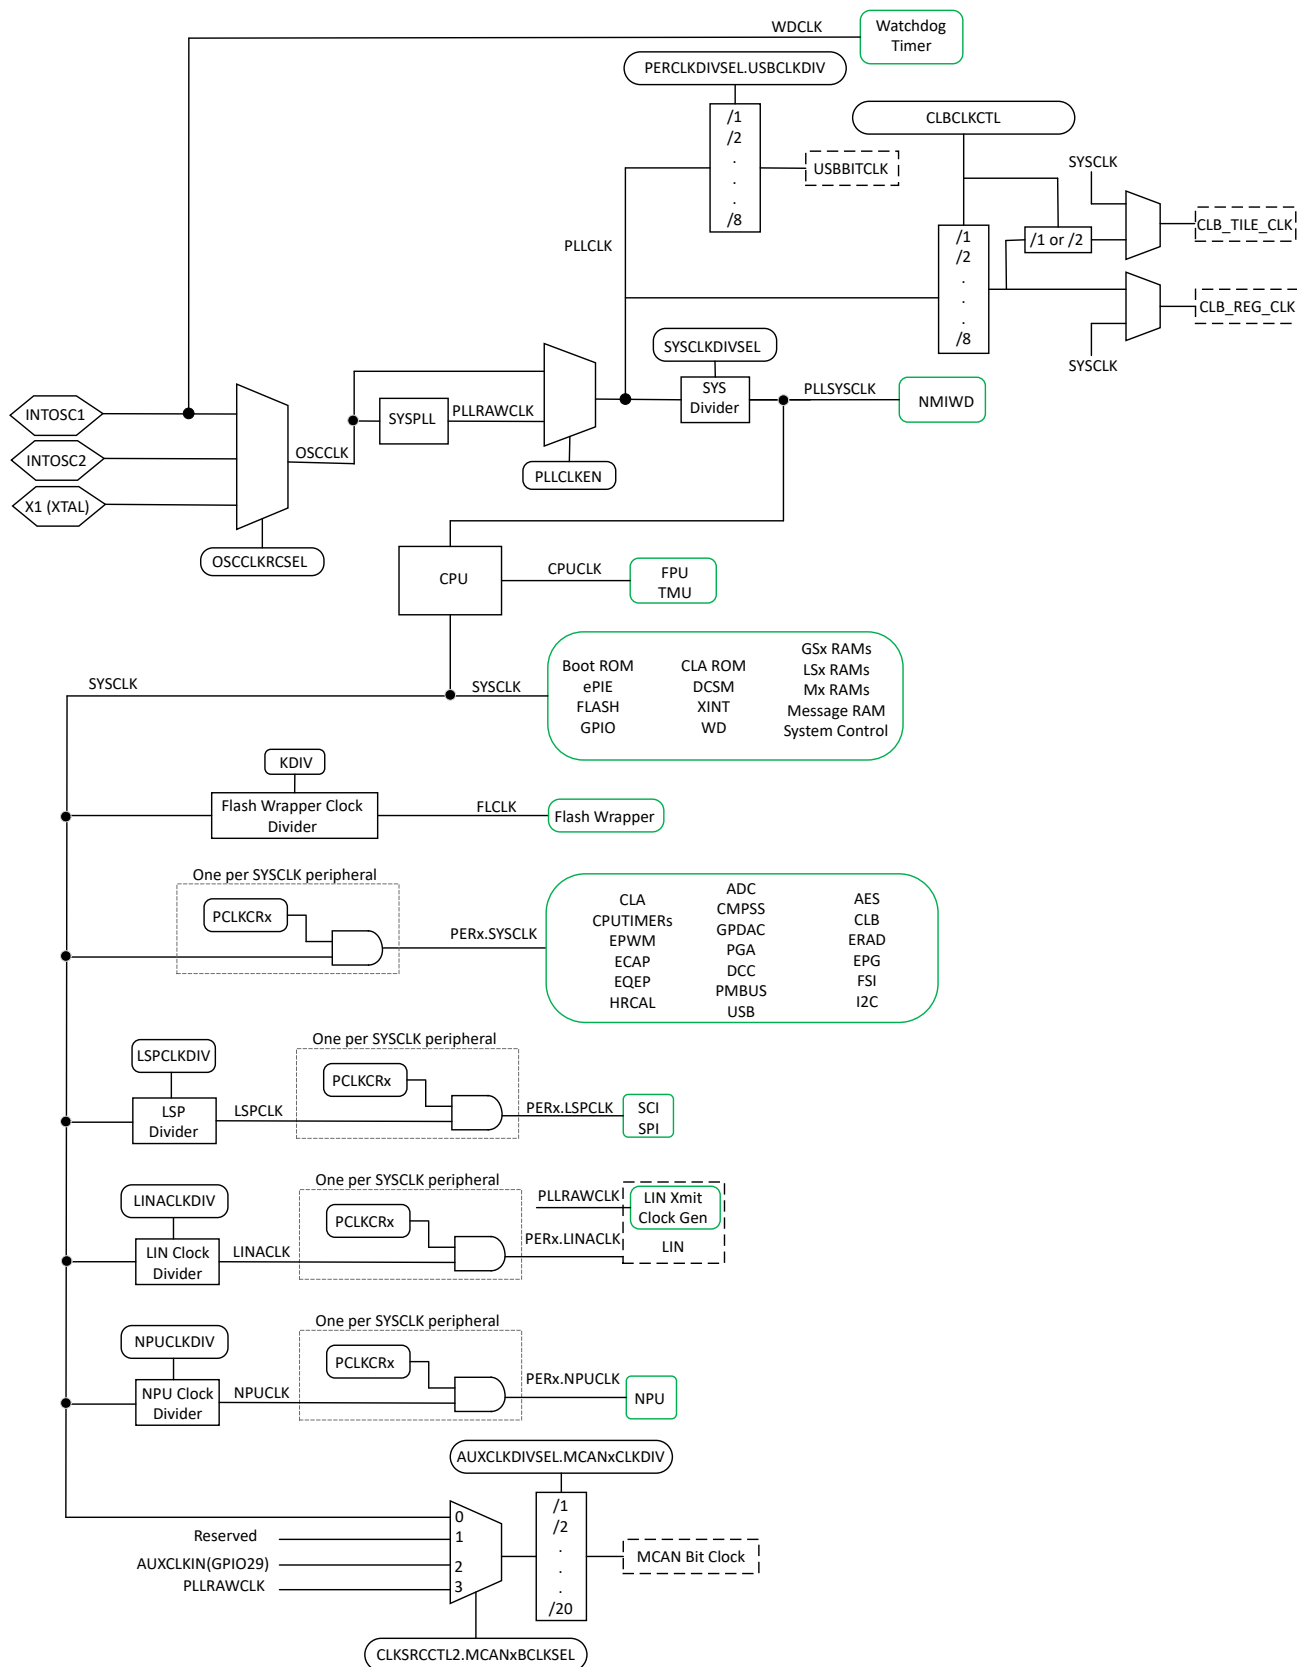 WDCLK
Watchdog
Timer
PERCLKDIVSEL.USBCLKDIV
/1
/2
.
.
.
/8
USBBITCLK
CLBCLKCTL
SYSCLK
/1 or /2
CLB_TILE_CLK
PLLCLK
/1
/2
.
.
.
/8
CLB_REG_CLK
SYSCLK
SYSCLKDIVSEL
SYS
Divider
PLLSYSCLK
NMIWD
INTOSC1
INTOSC2
X1 (XTAL)
OSCCLK
SYSPLL
PLLRAWCLK
PLLCLKEN
OSCCLKRCSEL
CPU
CPUCLK
FPU
TMU
SYSCLK
SYSCLK
Boot ROM
ePIE
FLASH
GPIO
CLA ROM
DCSM
XINT
WD
GSx RAMs
LSx RAMs
Mx RAMs
Message RAM
System Control
KDIV
Flash Wrapper Clock
Divider
FLCLK
Flash Wrapper
One per SYSCLK peripheral
PCLKCRx
PERx.SYSCLK
CLA
CPUTIMERs
EPWM
ECAP
EQEP
HRCAL
ADC
CMPSS
GPDAC
PGA
DCC
PMBUS
USB
AES
CLB
ERAD
EPG
FSI
I2C
LSPCLKDIV
LSP
Divider
LSPCLK
One per SYSCLK peripheral
PCLKCRx
PERx.LSPCLK
SCI
SPI
LINACLKDIV
LIN Clock
Divider
LINACLK
One per SYSCLK peripheral
PCLKCRx
PLLRAWCLK
PERx.LINACLK
LIN Xmit
Clock Gen
LIN
NPUCLKDIV
NPU Clock
Divider
NPUCLK
One per SYSCLK peripheral
PCLKCRx
PERx.NPUCLK
NPU
AUXCLKDIVSEL.MCANxCLKDIV
0
Reserved
1
AUXCLKIN(GPIO29)
2
PLLRAWCLK
3
/1
/2
.
.
.
/20
MCAN Bit Clock
CLKSRCCTL2.MCANxBCLKSEL